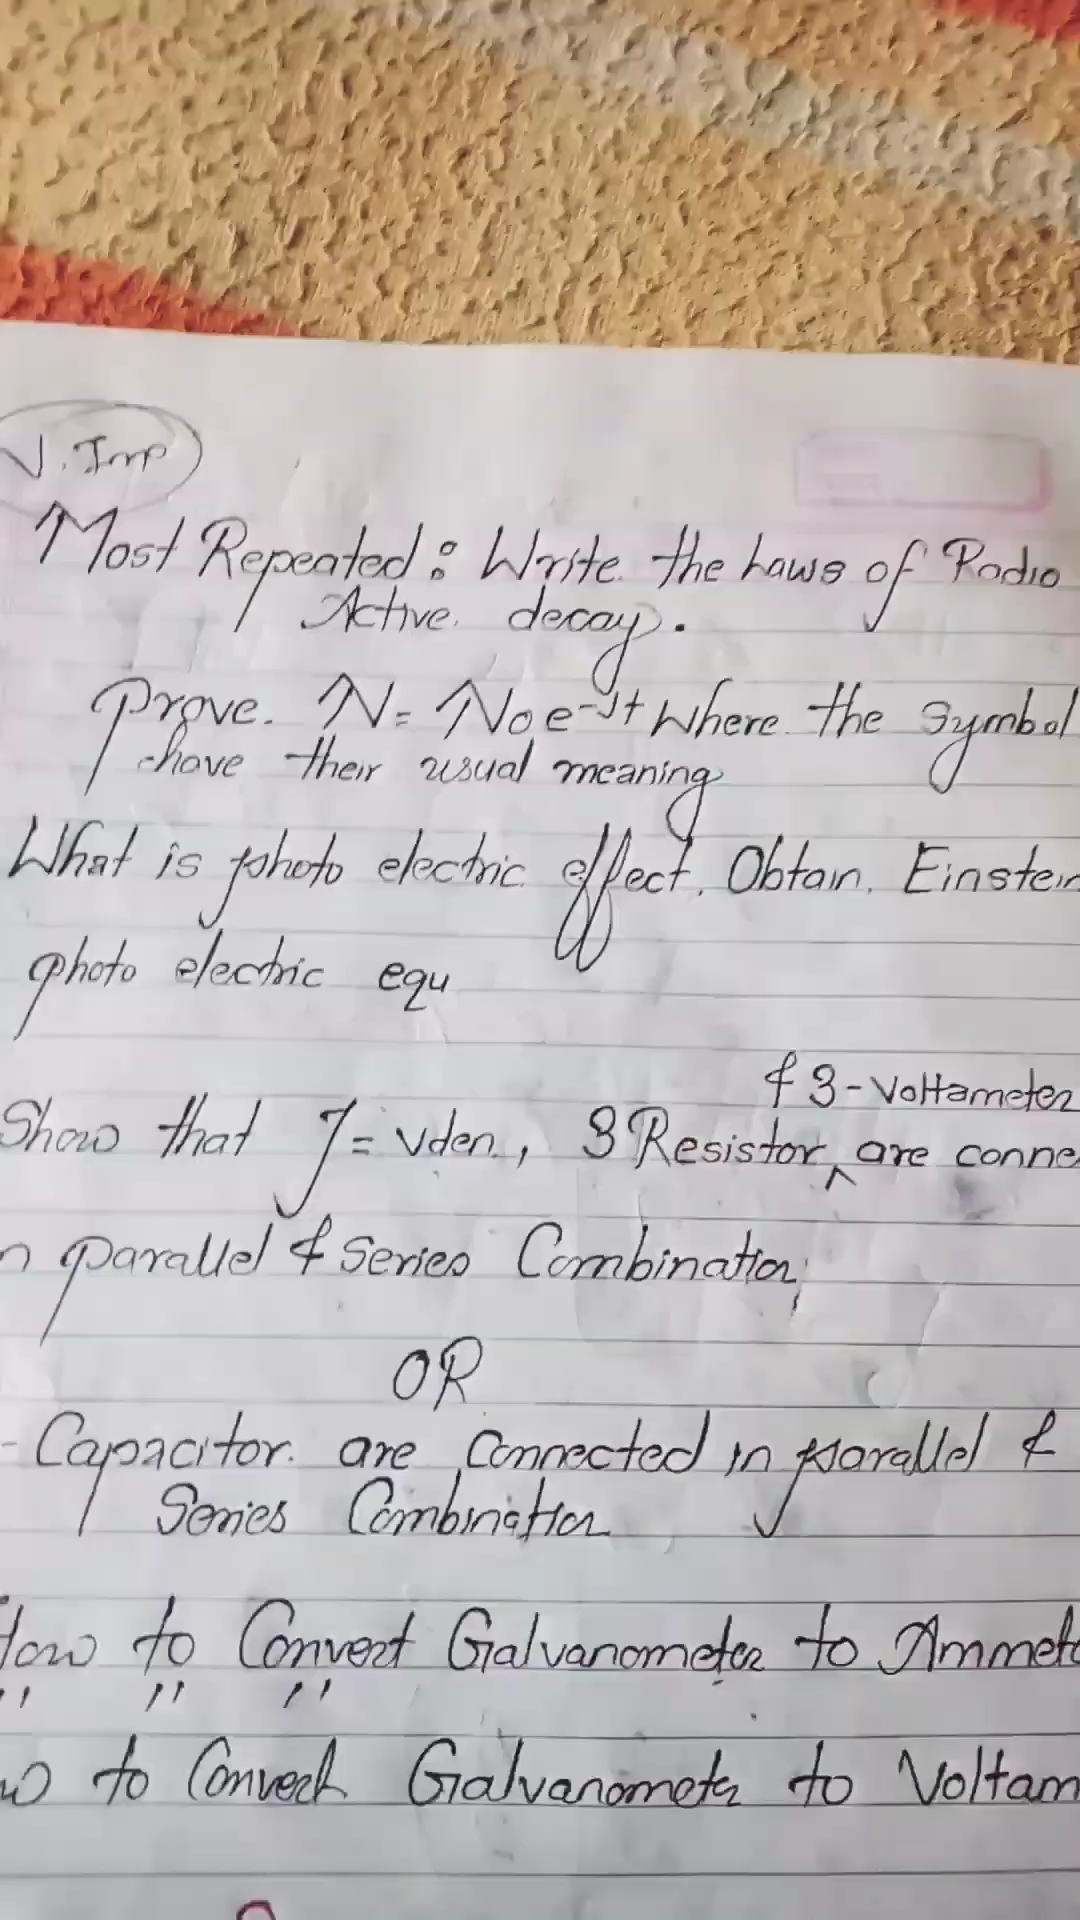 V. Imp
Most Repeated: Write the Laws of Radio
Active decay.
Prove. N = Noe-λt Where the Symbol
have their usual meaning
What is photo electric effect. Obtain. Einstein
photo electric equ
& 3-Voltameter
Show that J = vden, 3 Resistor ^ are conne
n parallel & Series Combination,
OR
- Capacitor. are Connected in parallel &
Series Combination
How to Convert Galvanometer to Ammet
" " "
w to Convert Galvanometer to Voltam